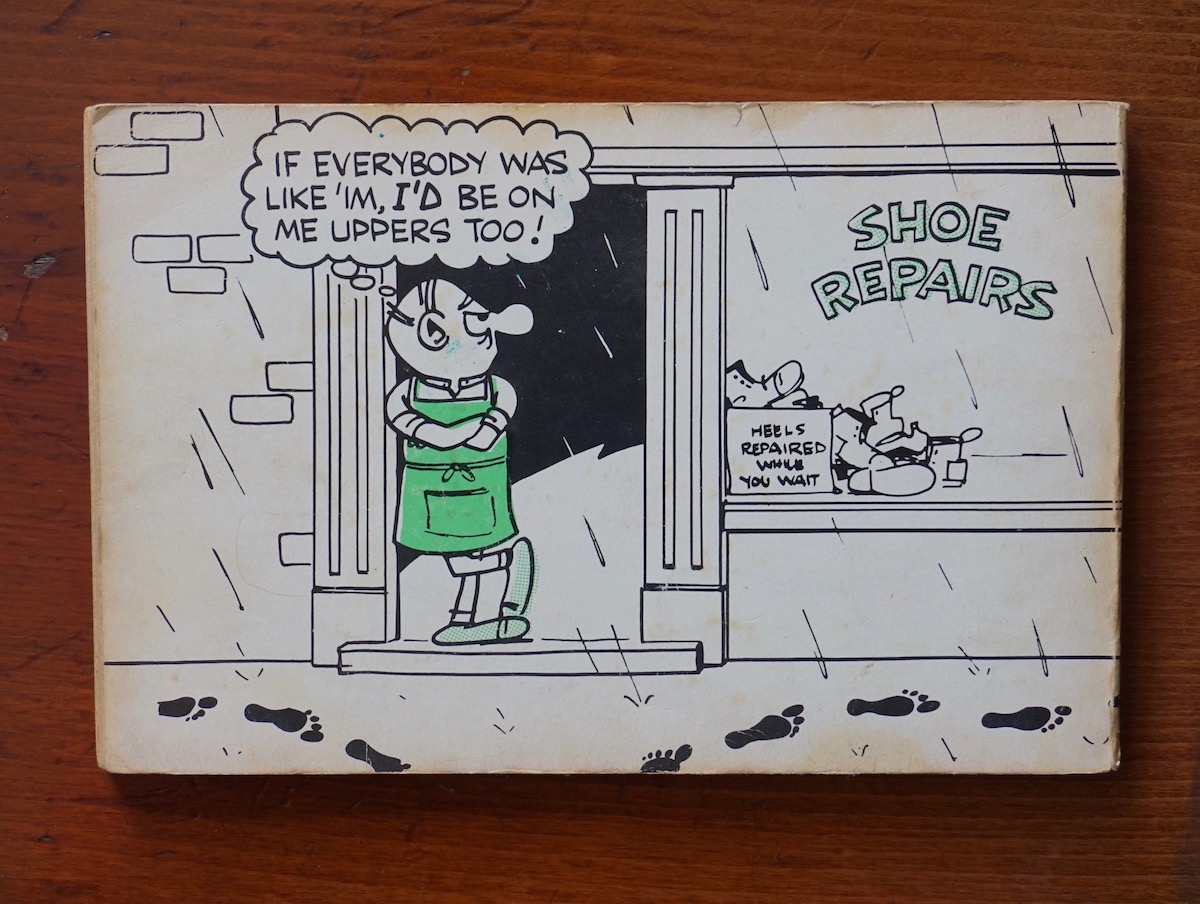 IF EVERYBODY WAS
LIKE 'IM, I'D BE ON
ME UPPERS TOO!
SHOE
REPAIRS
HEELS
REPAIRED
WHILE
YOU WAIT